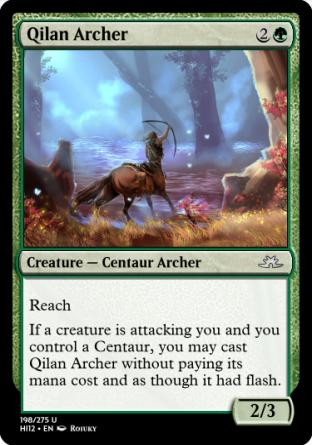 Qilan Archer 2
Creature — Centaur Archer
Reach
If a creature is attacking you and you
control a Centaur, you may cast
Qilan Archer without paying its
mana cost and as though it had flash.
198/275 U
HI12 • EN Roiuky
2/3